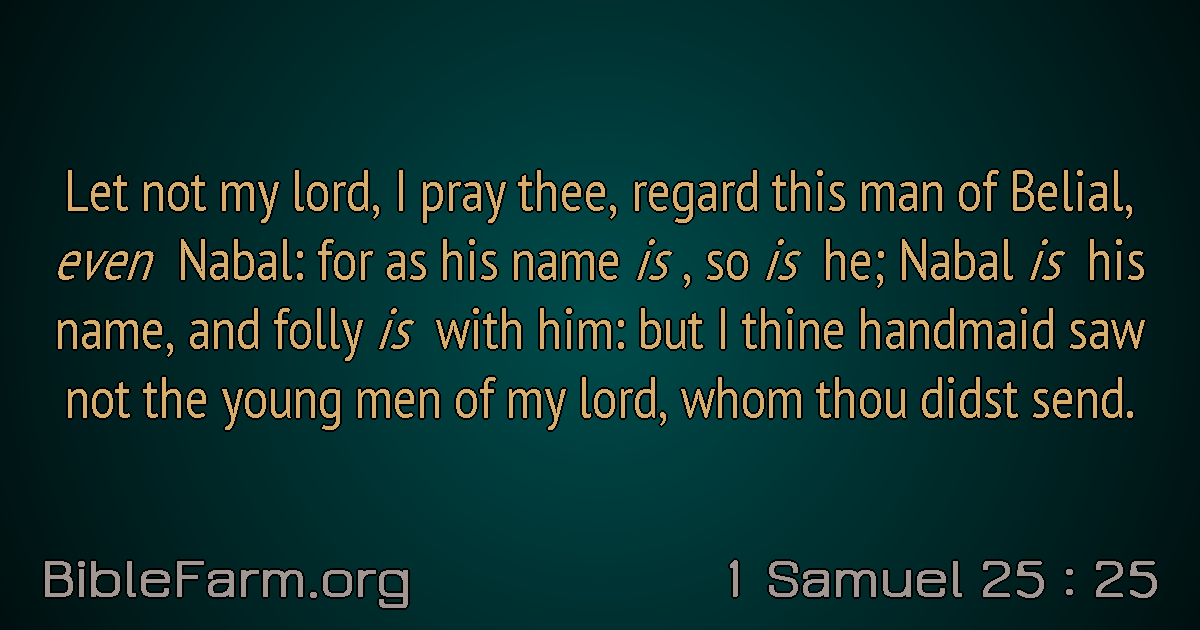 Let not my lord, I pray thee, regard this man of Belial,
even Nabal: for as his name is , so is he; Nabal is his
name, and folly is with him: but I thine handmaid saw
not the young men of my lord, whom thou didst send.
BibleFarm.org
1 Samuel 25 : 25